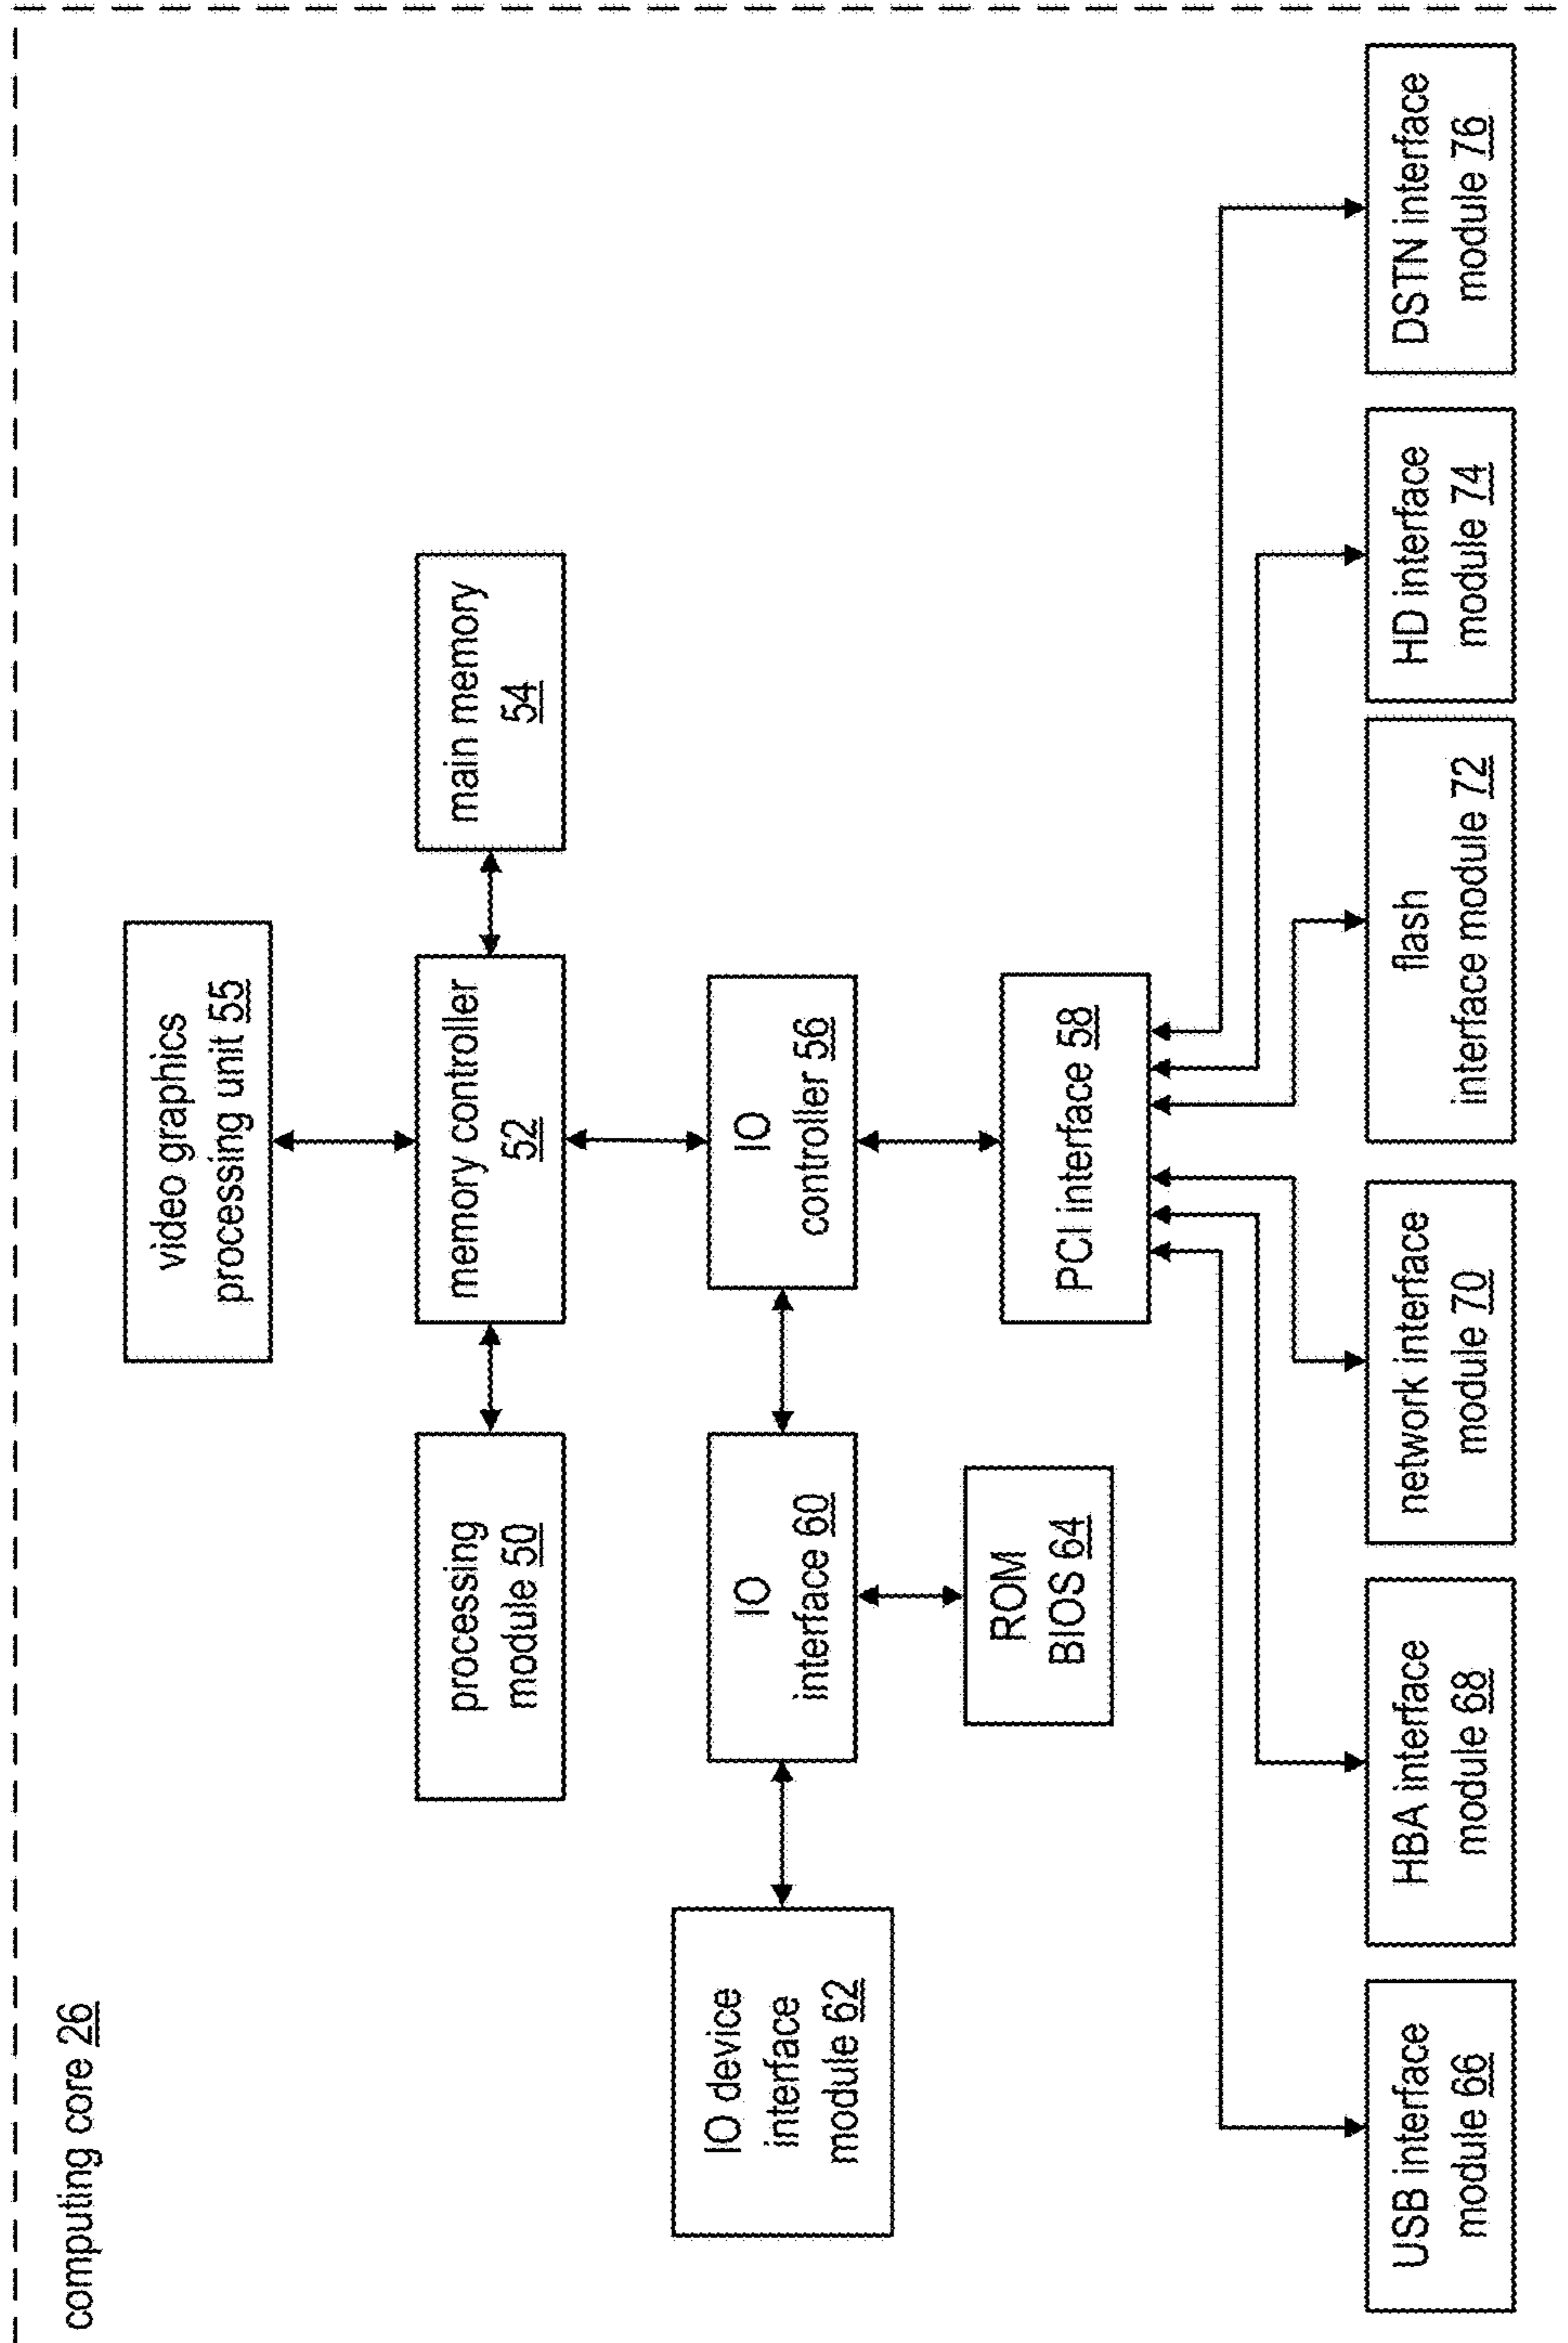 computing core 26
video graphics
processing unit 55
processing
module 50
memory controller
52
main memory
54
IO device
interface
module 62
IO
interface 60
IO
controller 56
ROM
BIOS 64
PCI interface 58
USB interface
module 66
HBA interface
module 68
network interface
module 70
flash
interface module 72
HD interface
module 74
DSTN interface
module 76